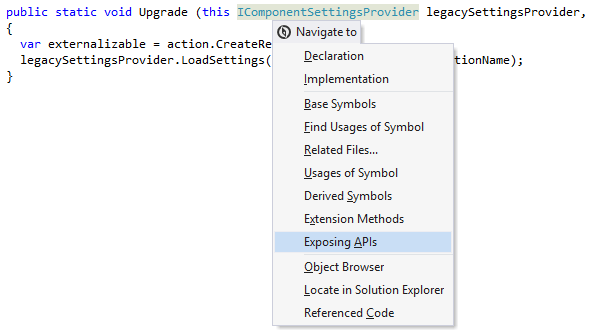 public static void Upgrade (this IComponentSettingsProvider legacySettingsProvider,
{
Navigate to
var externalizable = action.CreateRe
legacySettingsProvider.LoadSettings( tionName);
}
Declaration
Implementation
Base Symbols
Find Usages of Symbol
Related Files...
Usages of Symbol
Derived Symbols
Extension Methods
Exposing APIs
Object Browser
Locate in Solution Explorer
Referenced Code